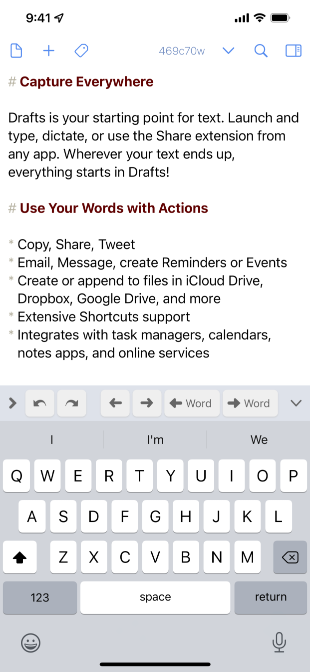 9:41
469c70w
# Capture Everywhere
Drafts is your starting point for text. Launch and
type, dictate, or use the Share extension from
any app. Wherever your text ends up,
everything starts in Drafts!
# Use Your Words with Actions
* Copy, Share, Tweet
* Email, Message, create Reminders or Events
* Create or append to files in iCloud Drive,
Dropbox, Google Drive, and more
* Extensive Shortcuts support
* Integrates with task managers, calendars,
notes apps, and online services
Word Word
I I'm We
Q W E R T Y U I O P
A S D F G H J K L
Z X C V B N M
123 space return